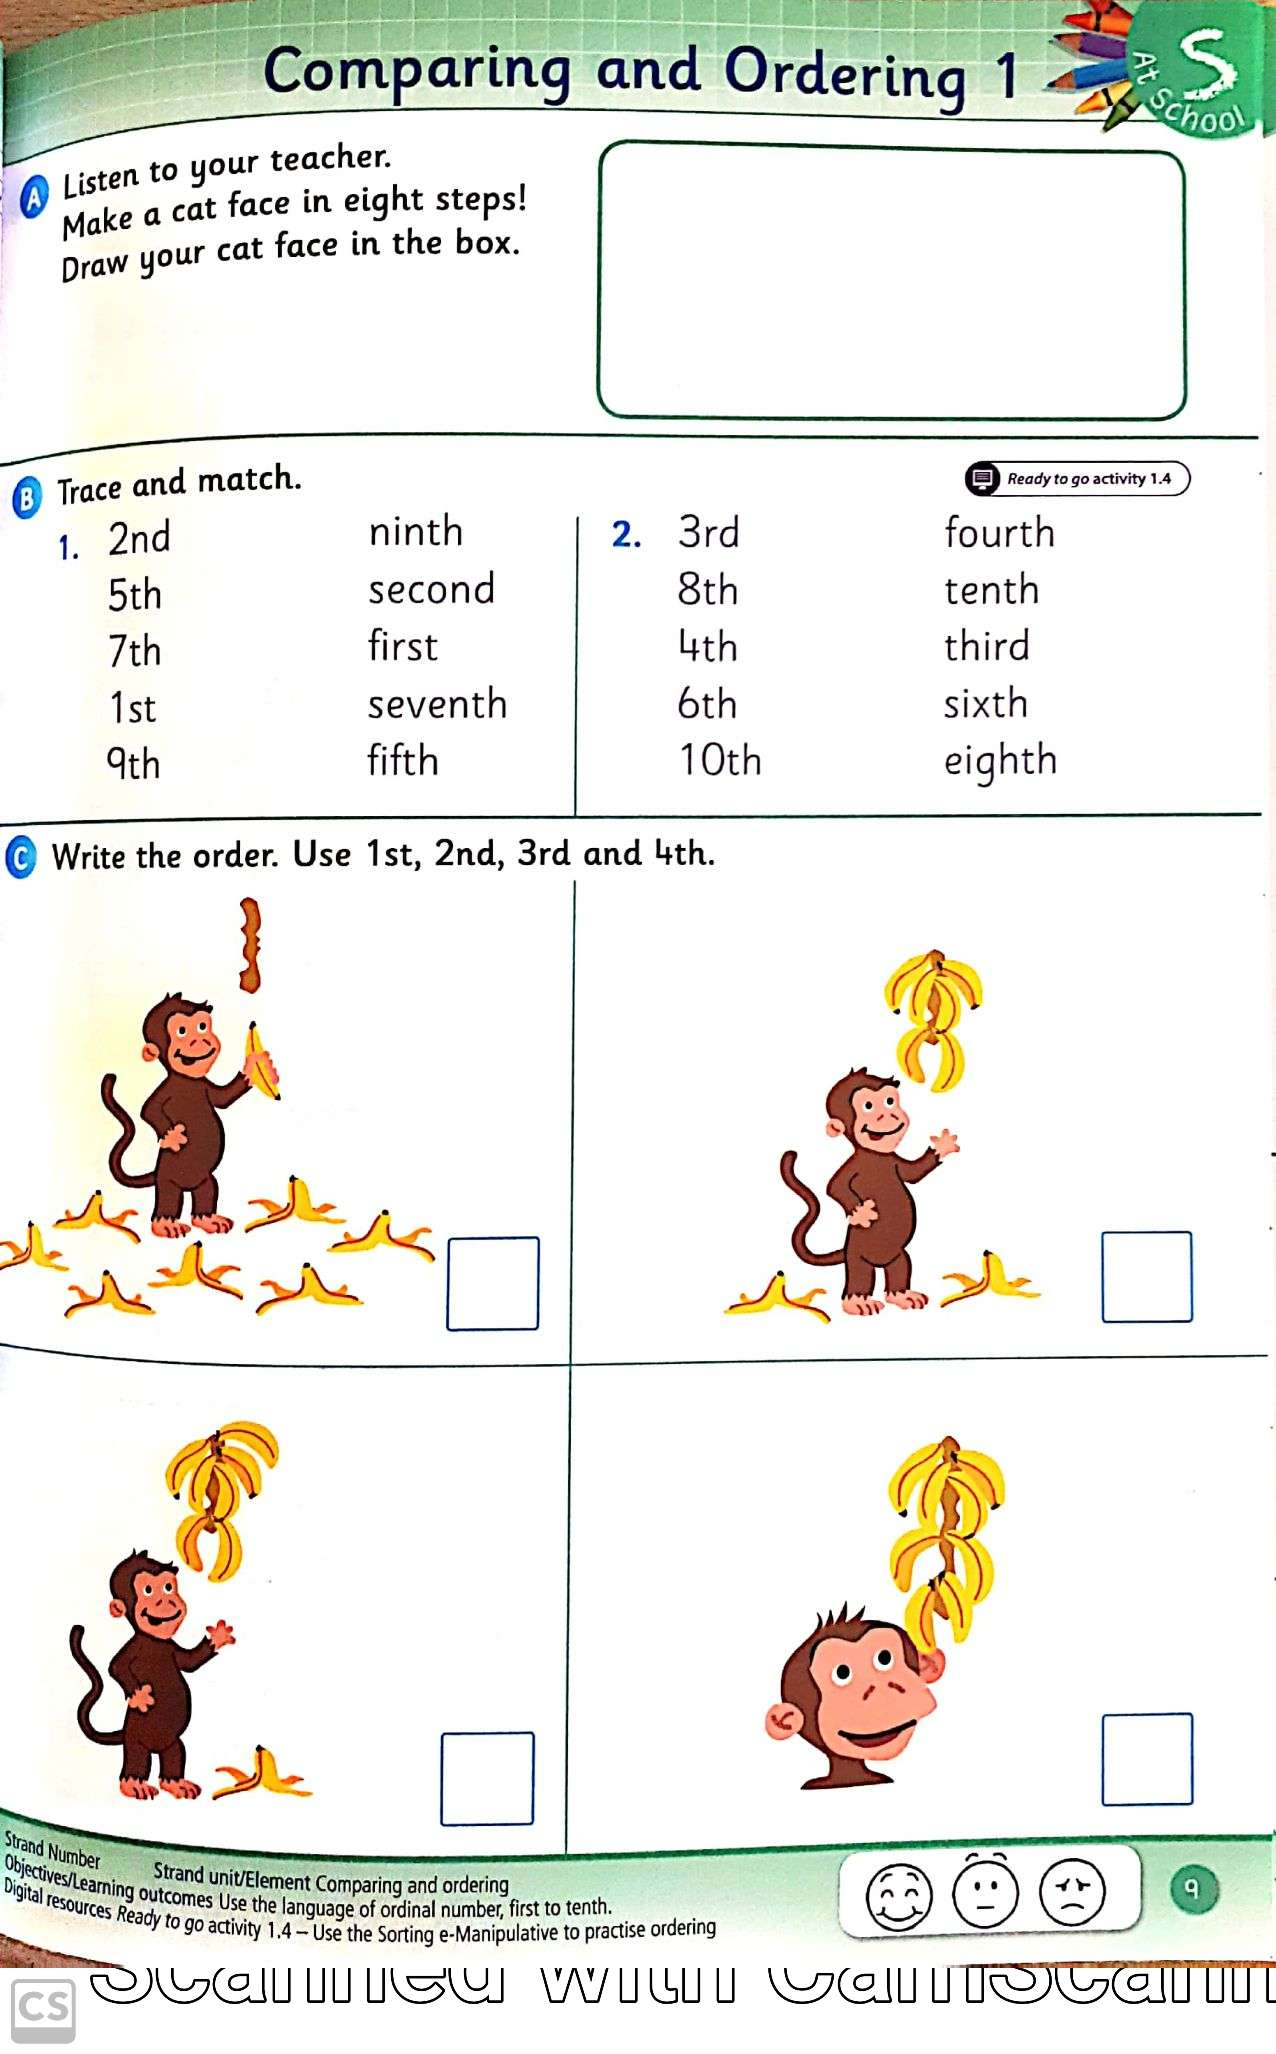 Comparing and Ordering 1
S
At School
A Listen to your teacher.
Make a cat face in eight steps!
Draw your cat face in the box.
B Trace and match.
Ready to go activity 1.4
1. 2nd ninth
5th second
7th first
1st seventh
9th fifth
2. 3rd fourth
8th tenth
4th third
6th sixth
10th eighth
C Write the order. Use 1st, 2nd, 3rd and 4th.
Strand Number Strand unit/Element Comparing and ordering
Objectives/Learning outcomes Use the language of ordinal number, first to tenth.
Digital resources Ready to go activity 1.4 – Use the Sorting e-Manipulative to practise ordering
9
CS Scanned with